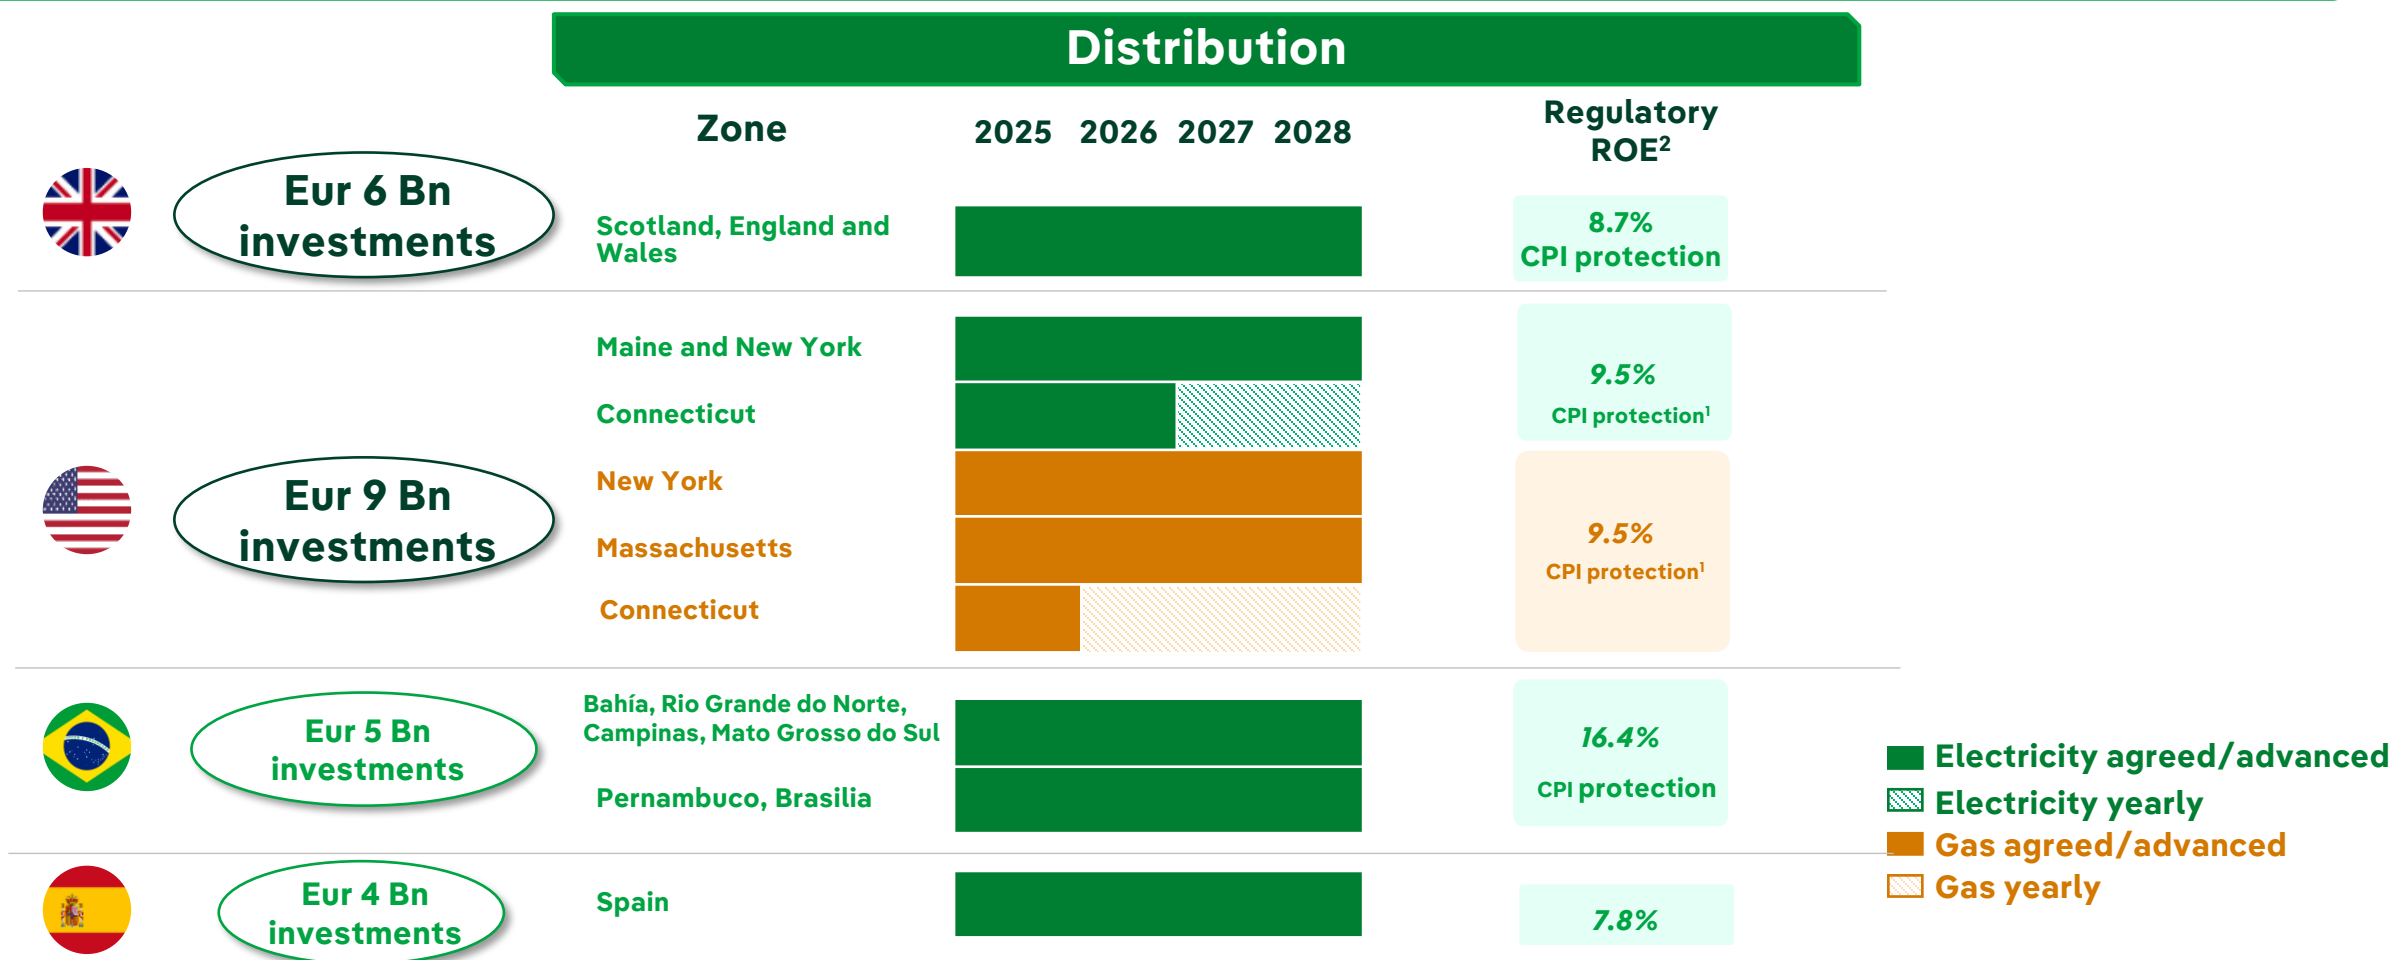 Distribution
Zone
2025 2026 2027 2028
Regulatory
ROE²
Eur 6 Bn
investments
Scotland, England and
Wales
8.7%
CPI protection
Eur 9 Bn
investments
Maine and New York
Connecticut
9.5%
CPI protection¹
New York
Massachusetts
Connecticut
9.5%
CPI protection¹
Eur 5 Bn
investments
Bahía, Rio Grande do Norte,
Campinas, Mato Grosso do Sul
Pernambuco, Brasilia
16.4%
CPI protection
Eur 4 Bn
investments
Spain
7.8%
Electricity agreed/advanced
Electricity yearly
Gas agreed/advanced
Gas yearly